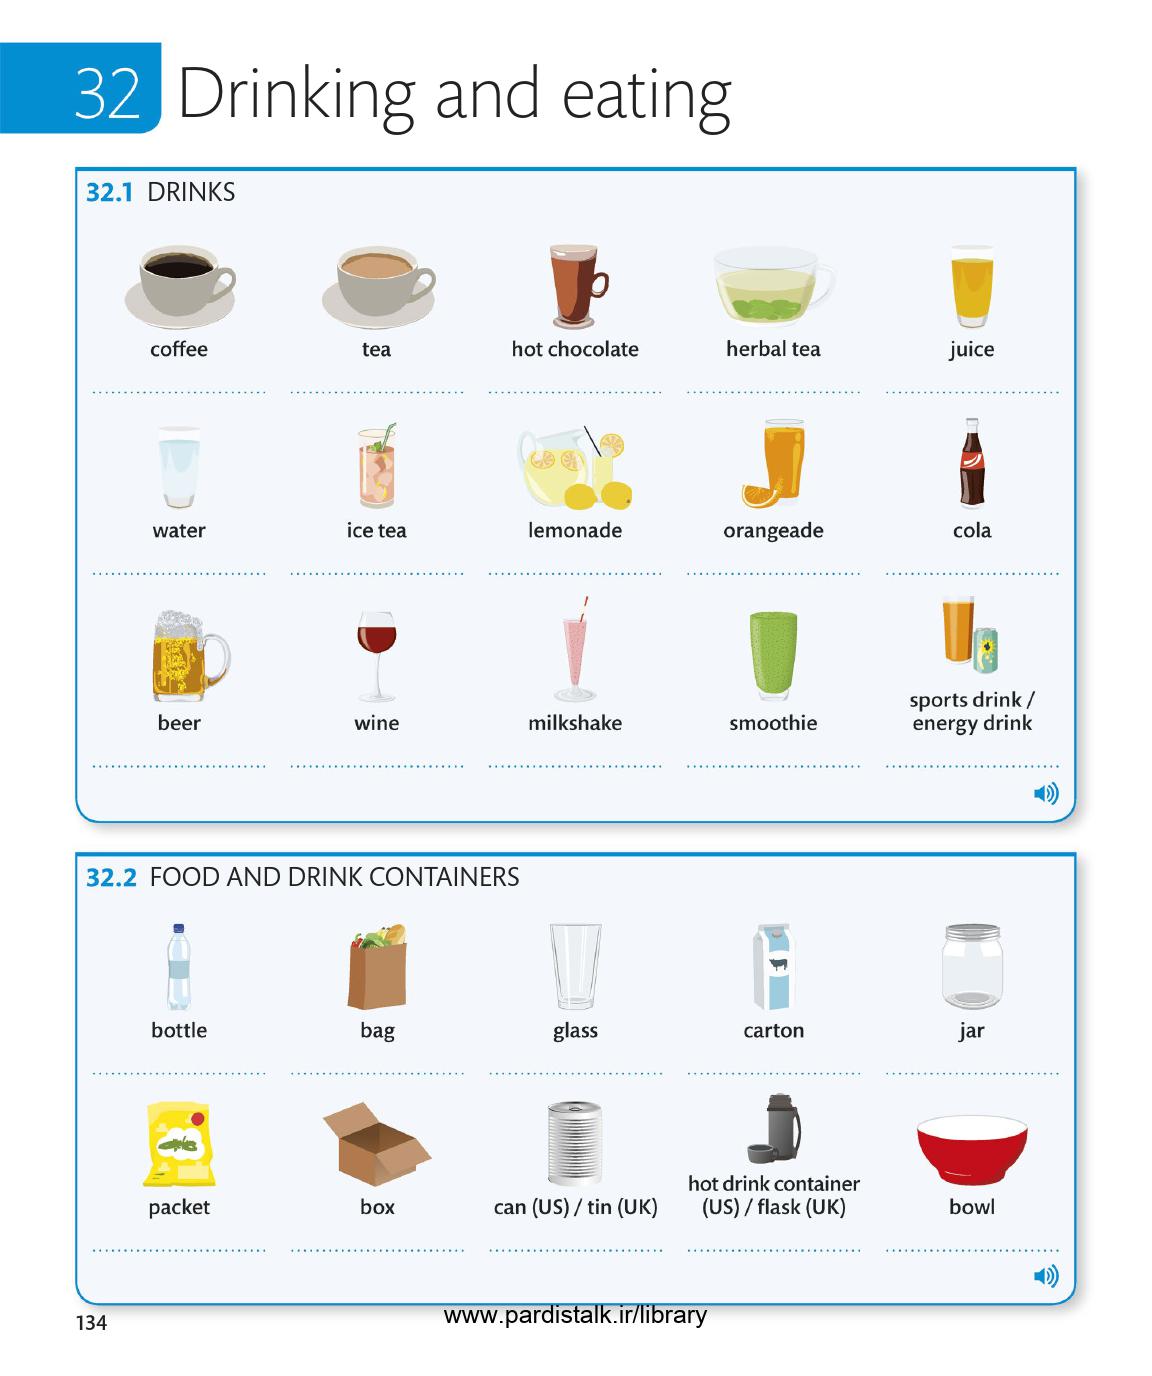 32 Drinking and eating
32.1 DRINKS
coffee
tea
hot chocolate
herbal tea
juice
water
ice tea
lemonade
orangeade
cola
beer
wine
milkshake
smoothie
sports drink /
energy drink
32.2 FOOD AND DRINK CONTAINERS
bottle
bag
glass
carton
jar
packet
box
can (US) / tin (UK)
hot drink container
(US) / flask (UK)
bowl
134
www.pardistalk.ir/library